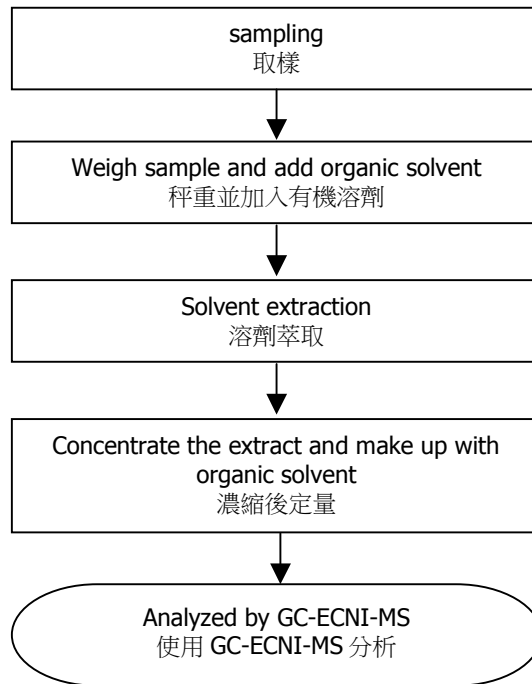 sampling
取樣
Weigh sample and add organic solvent
秤重並加入有機溶劑
Solvent extraction
溶劑萃取
Concentrate the extract and make up with
organic solvent
濃縮後定量
Analyzed by GC-ECNI-MS
使用 GC-ECNI-MS 分析